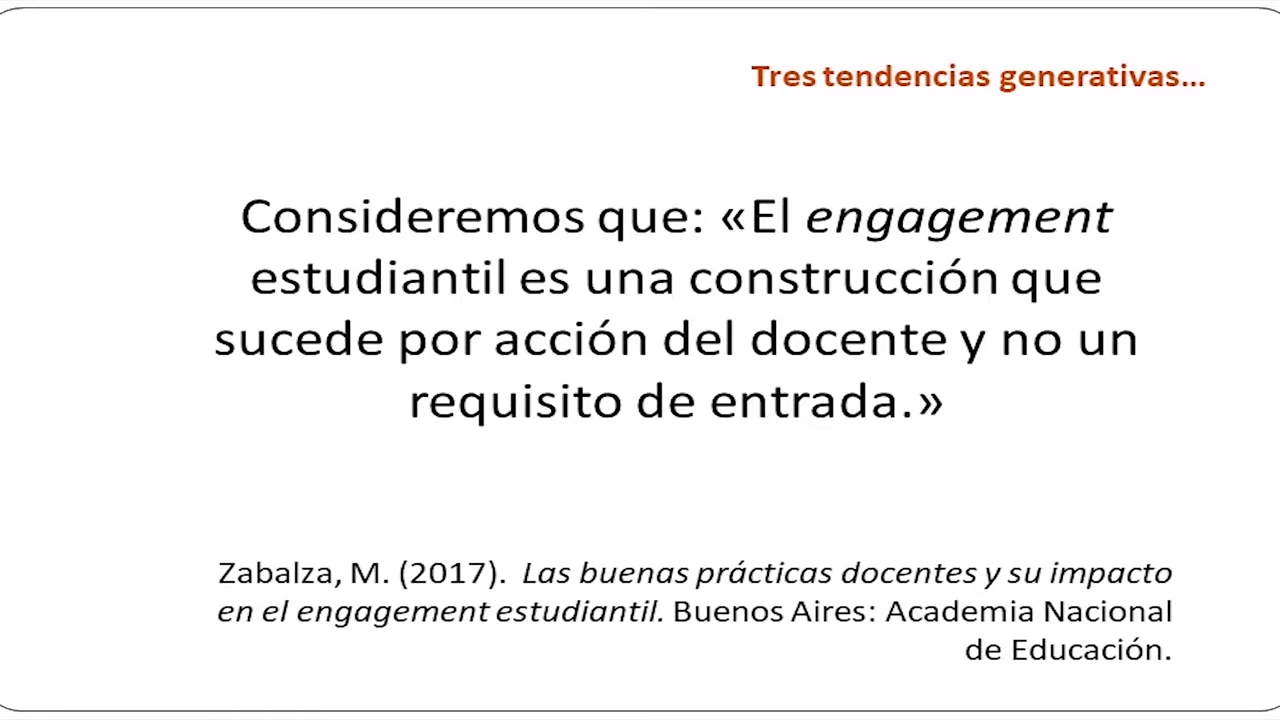 Tres tendencias generativas...
Consideremos que: «El engagement
estudiantil es una construcción que
sucede por acción del docente y no un
requisito de entrada.»
Zabalza, M. (2017). Las buenas prácticas docentes y su impacto
en el engagement estudiantil. Buenos Aires: Academia Nacional
de Educación.